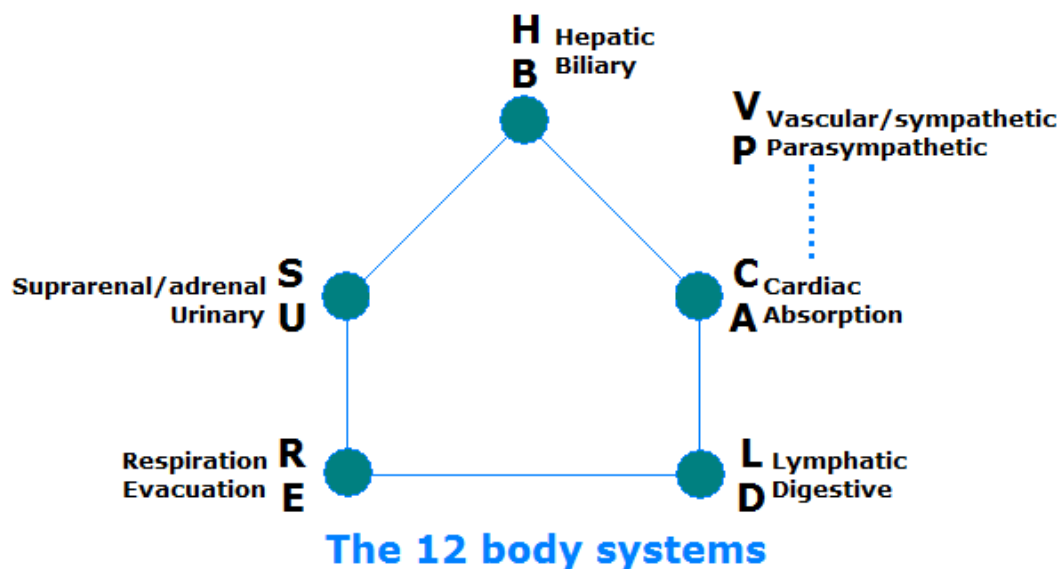 H Hepatic
B Biliary
V Vascular/sympathetic
P Parasympathetic
S Suprarenal/adrenal
U Urinary
C Cardiac
A Absorption
R Respiration
E Evacuation
L Lymphatic
D Digestive
The 12 body systems